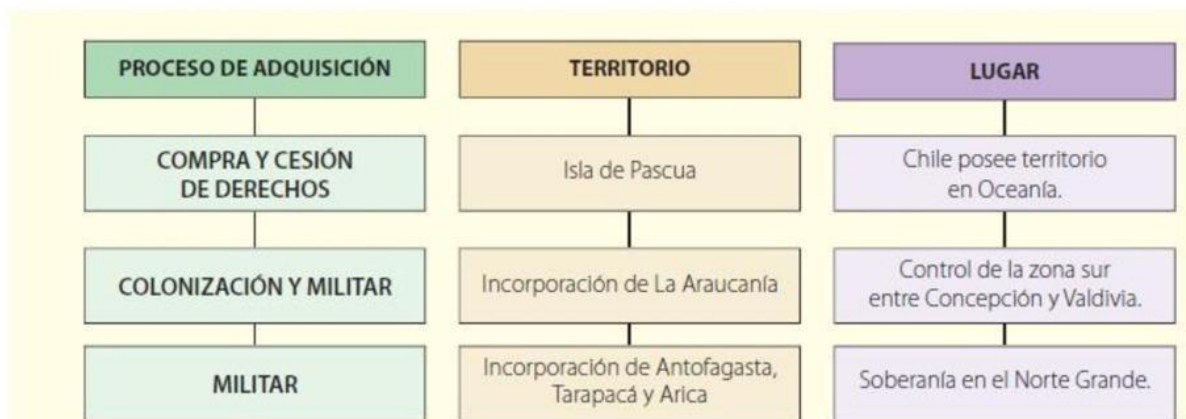 PROCESO DE ADQUISICIÓN
TERRITORIO
LUGAR
COMPRA Y CESIÓN
DE DERECHOS
Isla de Pascua
Chile posee territorio
en Oceanía.
COLONIZACIÓN Y MILITAR
Incorporación de La Araucanía
Control de la zona sur
entre Concepción y Valdivia.
MILITAR
Incorporación de Antofagasta,
Tarapacá y Arica
Soberanía en el Norte Grande.